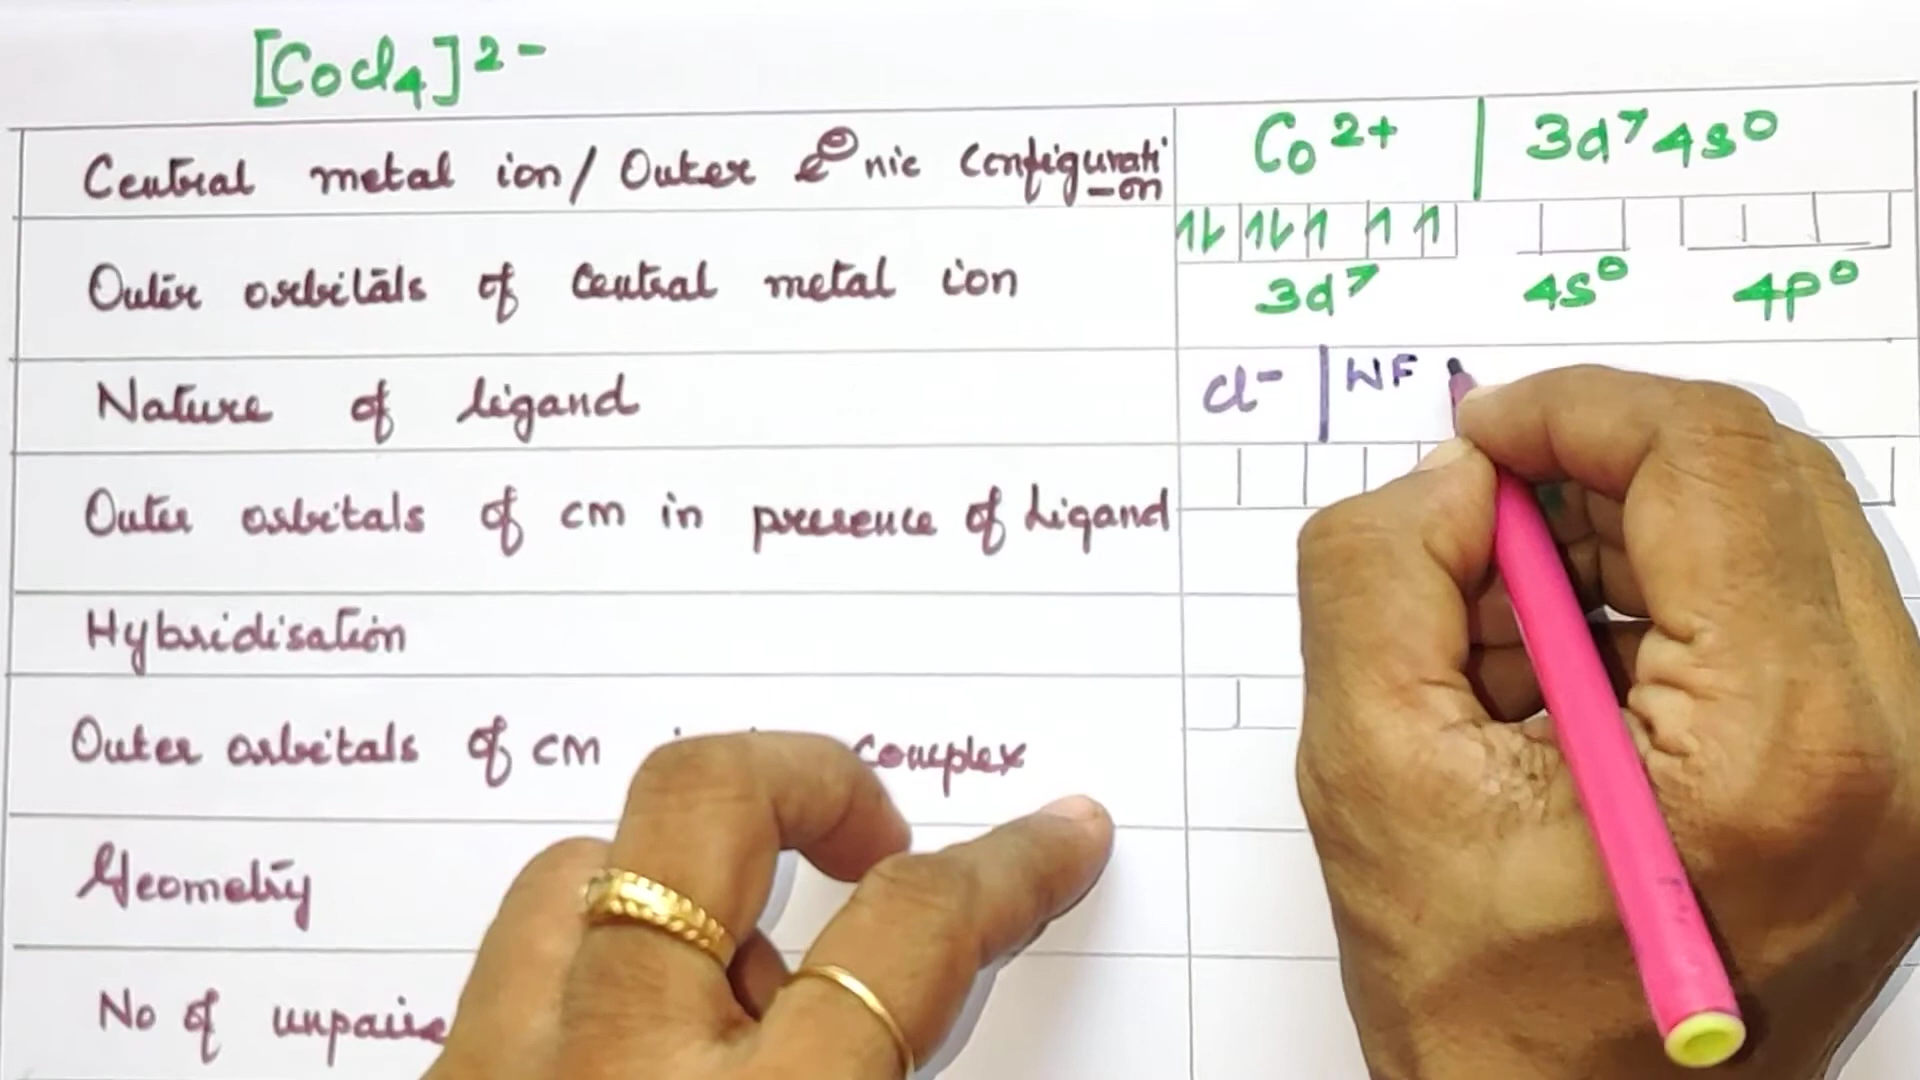 [CoCl4]2-
Central metal ion/ Outer e⊖nic Configurati-on
Co2+ | 3d7 4s0
Outer orbitals of Central metal ion
⥮ ⥮ ↿ ↿ ↿
3d7 4s0 4p0
Nature of ligand
Cl- | WF
Outer orbitals of cm in presence of Ligand
Hybridisation
Outer orbitals of CM complex
Geometry
No of